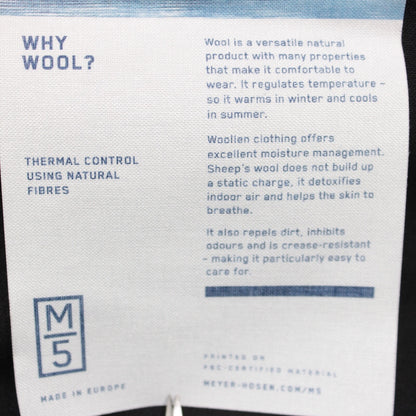 WHY
WOOL?
THERMAL CONTROL
USING NATURAL
FIBRES
Wool is a versatile natural
product with many properties
that make it comfortable to
wear. It regulates temperature –
so it warms in winter and cools
in summer.
Woollen clothing offers
excellent moisture management.
Sheep's wool does not build up
a static charge, it detoxifies
indoor air and helps the skin to
breathe.
It also repels dirt, inhibits
odours and is crease-resistant
– making it particularly easy to
care for.
M
5
MADE IN EUROPE
PRINTED ON
FSC-CERTIFIED MATERIAL
MEYER-HOSEN.COM/M5